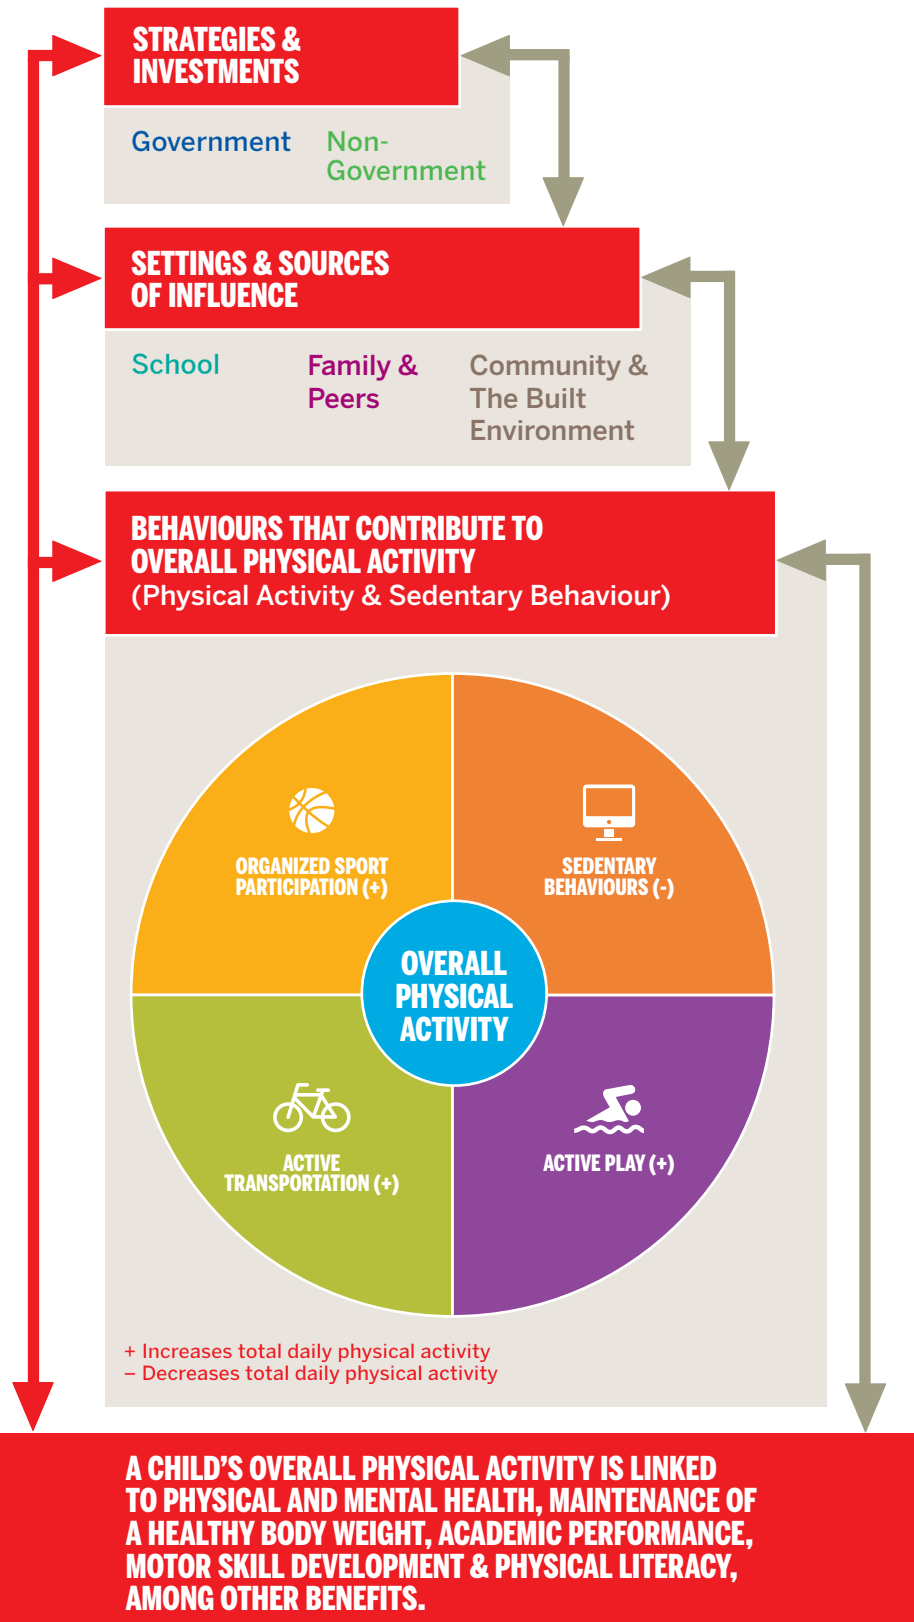 STRATEGIES &
INVESTMENTS
Government
Non-
Government
SETTINGS & SOURCES
OF INFLUENCE
School
Family &
Peers
Community &
The Built
Environment
BEHAVIOURS THAT CONTRIBUTE TO
OVERALL PHYSICAL ACTIVITY
(Physical Activity & Sedentary Behaviour)
ORGANIZED SPORT
PARTICIPATION (+)
SEDENTARY
BEHAVIOURS (-)
OVERALL
PHYSICAL
ACTIVITY
ACTIVE
TRANSPORTATION (+)
ACTIVE PLAY (+)
+ Increases total daily physical activity
– Decreases total daily physical activity
A CHILD'S OVERALL PHYSICAL ACTIVITY IS LINKED
TO PHYSICAL AND MENTAL HEALTH, MAINTENANCE OF
A HEALTHY BODY WEIGHT, ACADEMIC PERFORMANCE,
MOTOR SKILL DEVELOPMENT & PHYSICAL LITERACY,
AMONG OTHER BENEFITS.